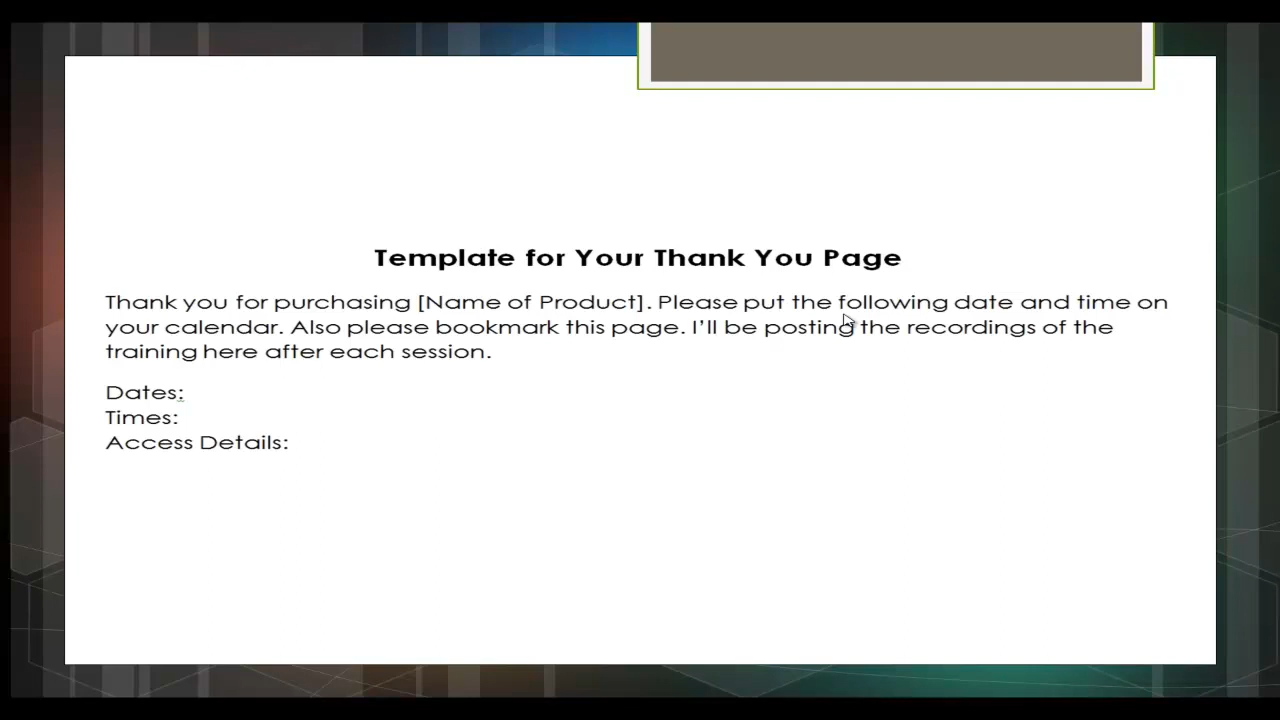 Template for Your Thank You Page
Thank you for purchasing [Name of Product]. Please put the following date and time on
your calendar. Also please bookmark this page. I’ll be posting the recordings of the
training here after each session.
Dates:
Times:
Access Details: